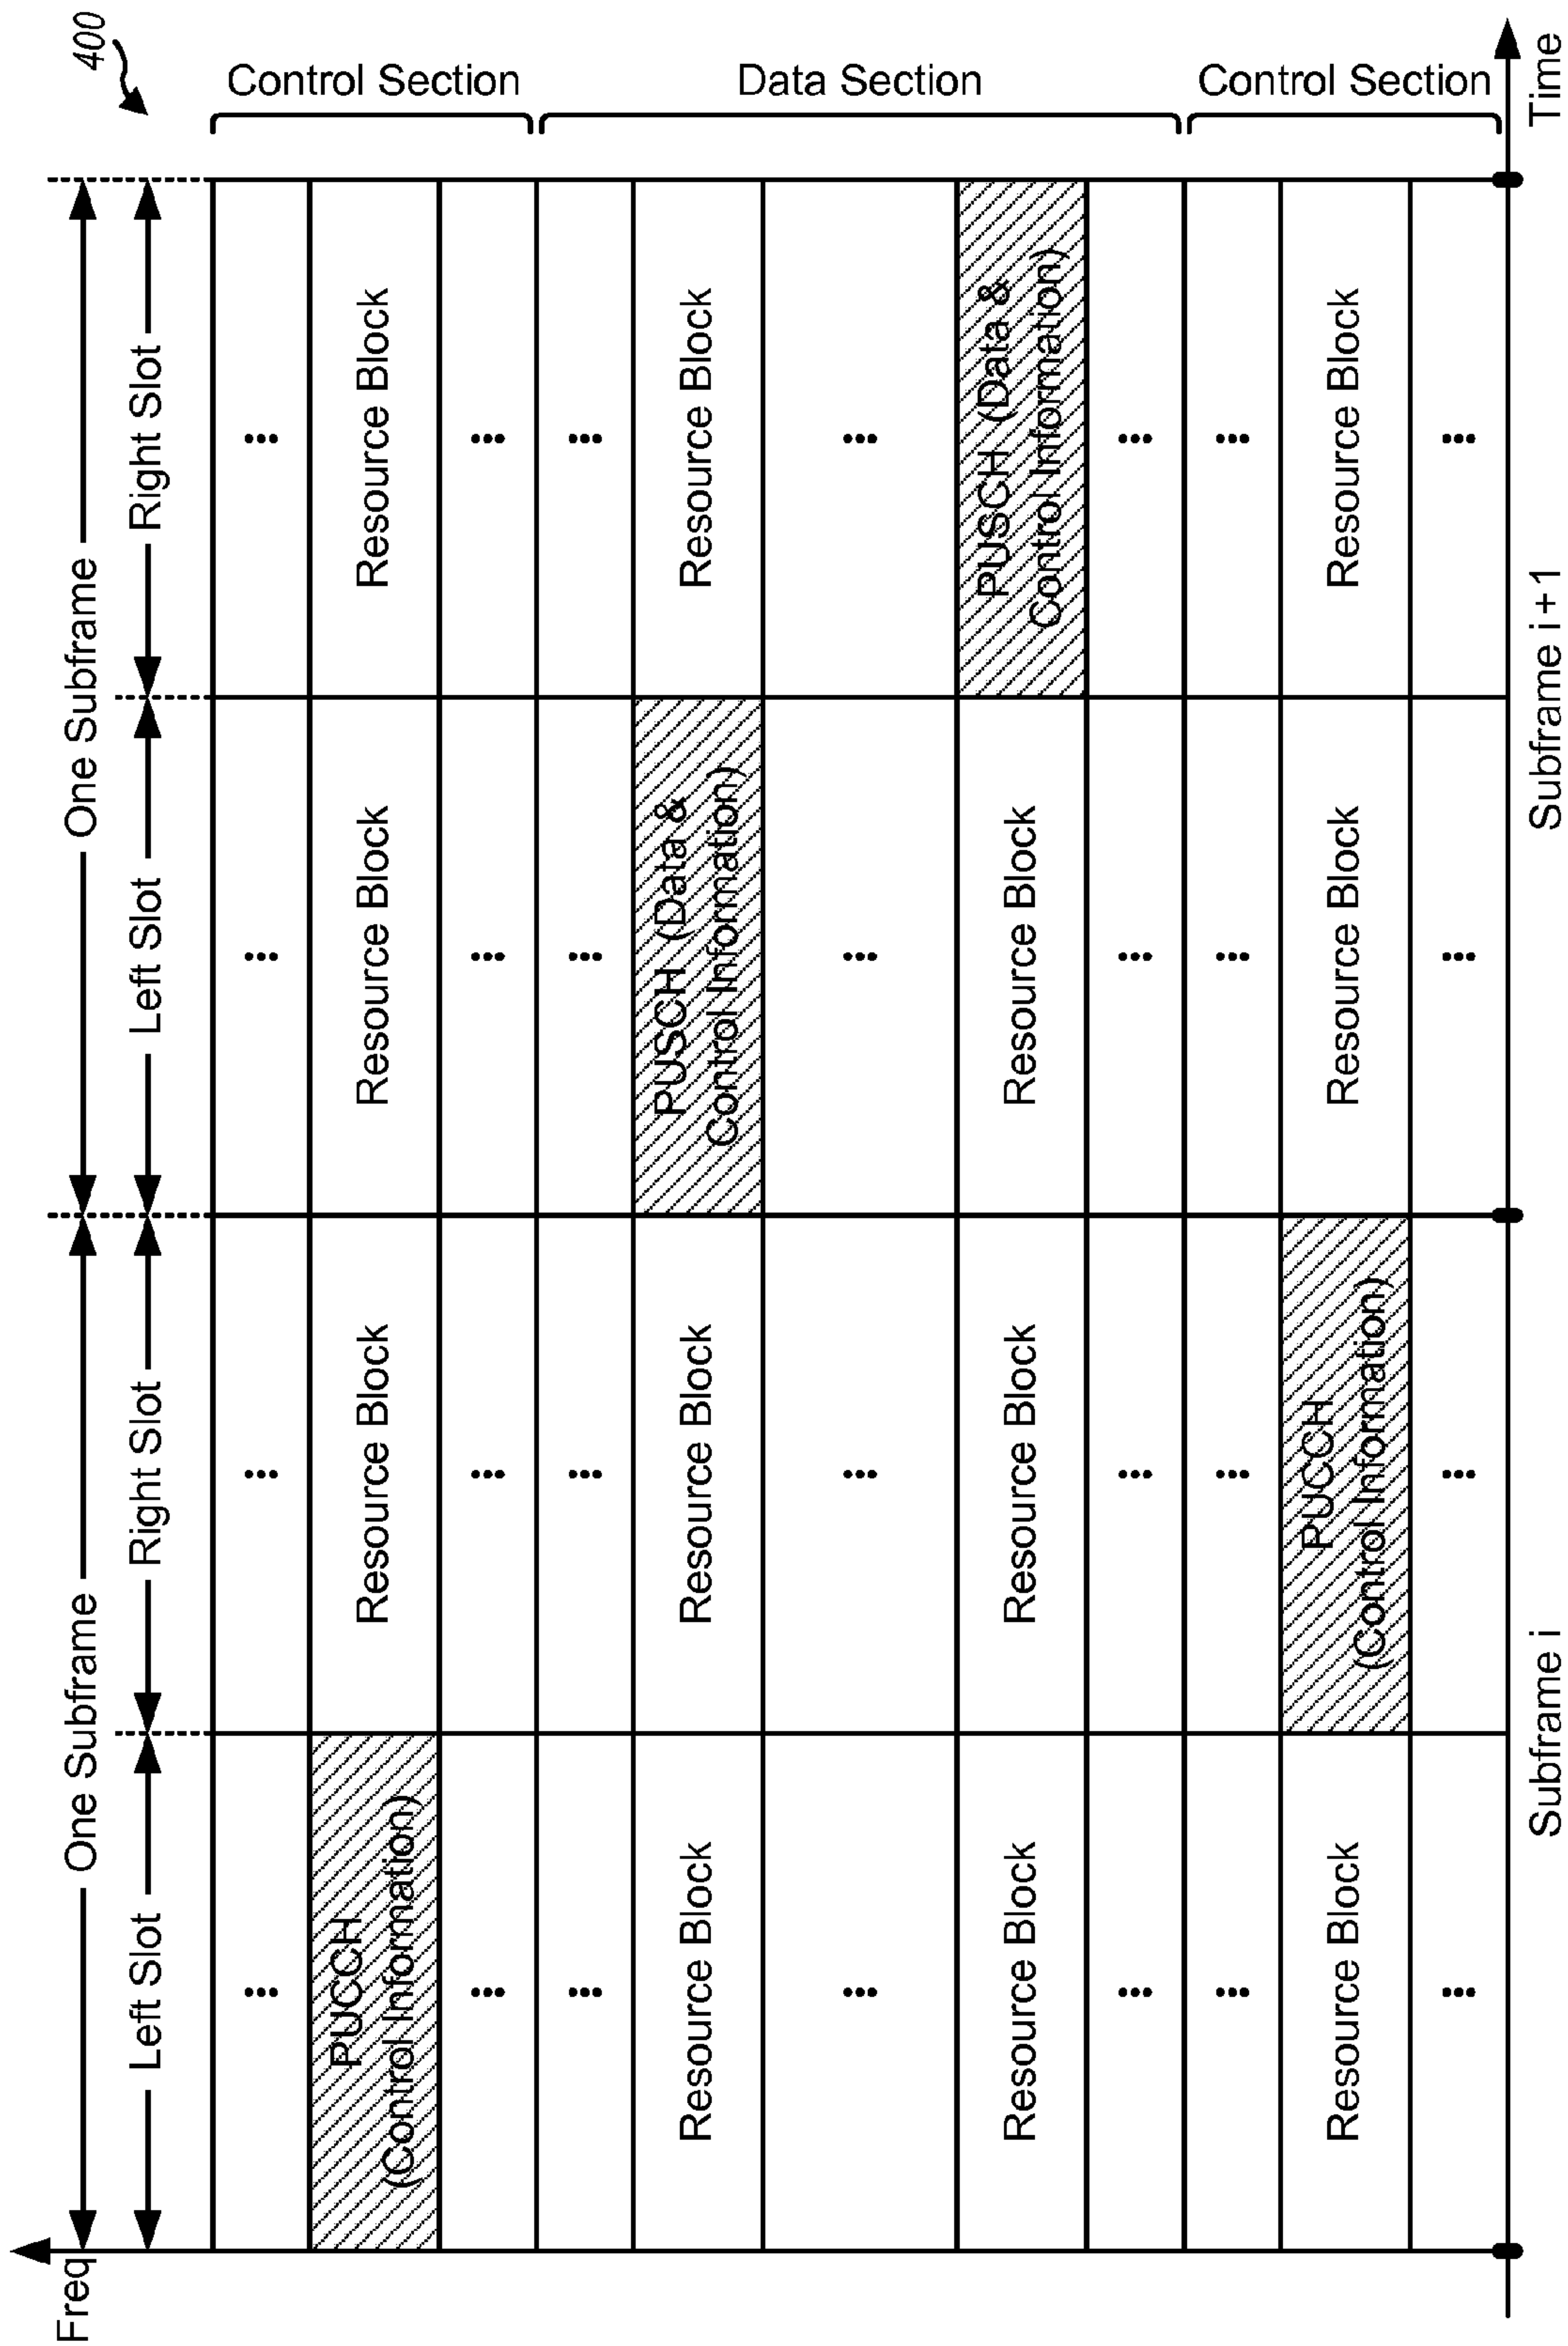 400
Freq
One Subframe
One Subframe
Left Slot
Right Slot
Left Slot
Right Slot
Control Section
Data Section
Control Section
PUCCH
(Control Information)
Resource Block
Resource Block
Resource Block
Resource Block
Resource Block
PUSCH (Data &
Control Information)
Resource Block
Resource Block
Resource Block
Resource Block
PUSCH (Data &
Control Information)
Resource Block
PUCCH
(Control Information)
Resource Block
Resource Block
Subframe i
Subframe i+1
Time